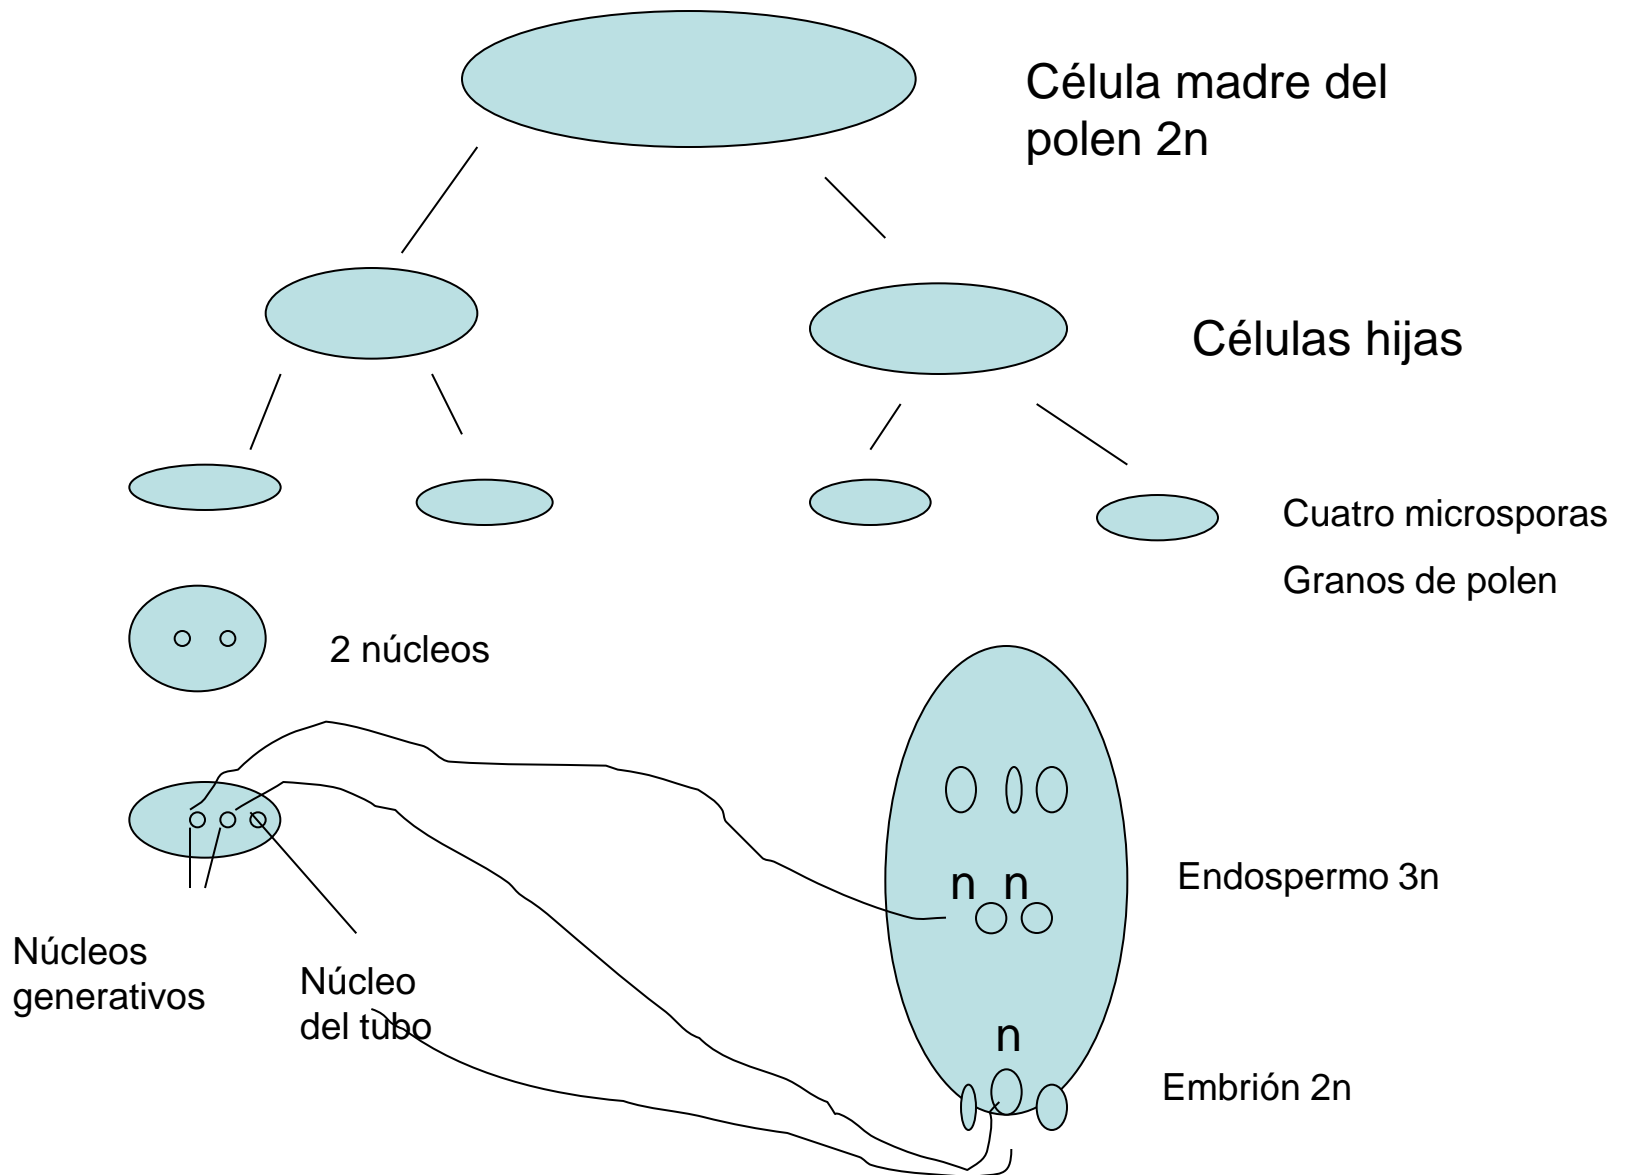 Célula madre del
polen 2n
Células hijas
Cuatro microsporas
Granos de polen
2 núcleos
Endospermo 3n
n n
Núcleos
generativos
Núcleo
del tubo
n
Embrión 2n